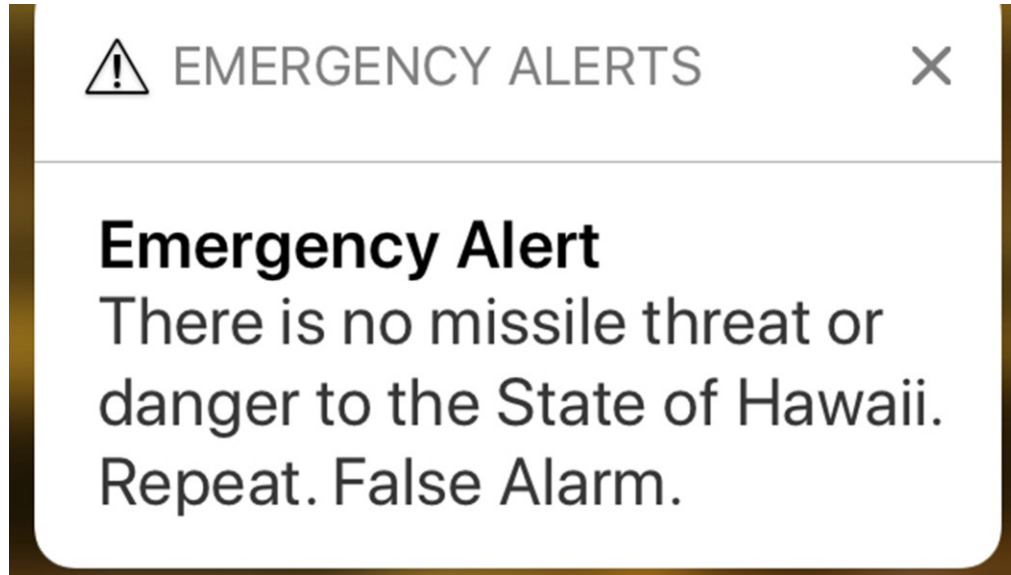 EMERGENCY ALERTS
Emergency Alert
There is no missile threat or
danger to the State of Hawaii.
Repeat. False Alarm.